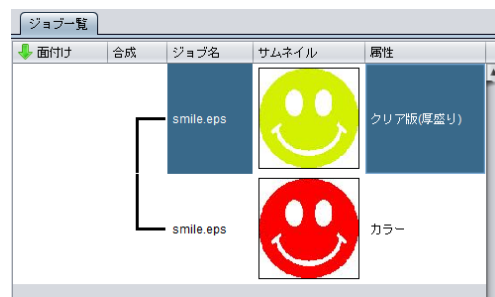 ジョブ一覧
面付け 合成 ジョブ名 サムネイル 属性
smile.eps クリア版(厚盛り)
smile.eps カラー